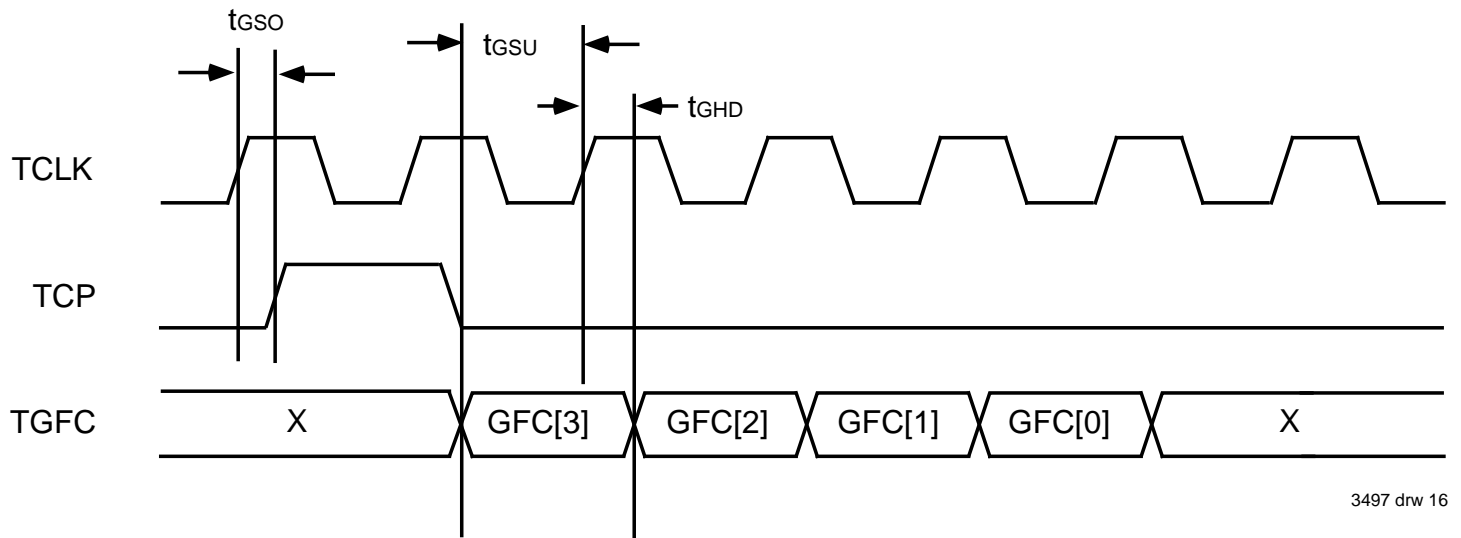 tGSO
tGSU
tGHD
TCLK
TCP
TGFC X GFC[3] GFC[2] GFC[1] GFC[0] X
3497 drw 16